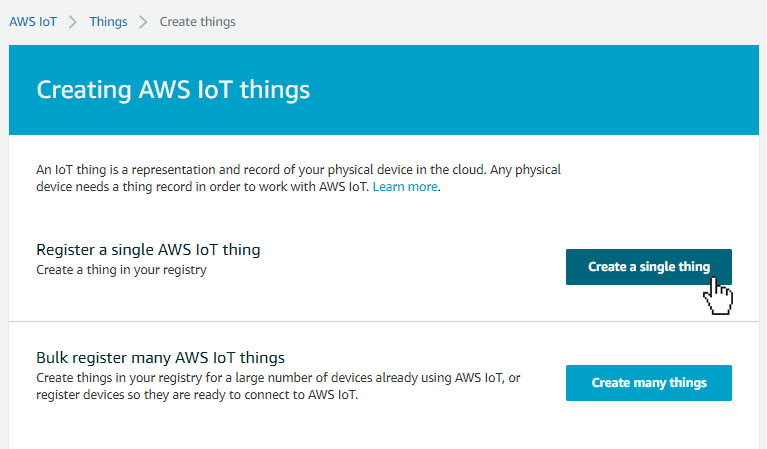 AWS IoT > Things > Create things
Creating AWS IoT things
An IoT thing is a representation and record of your physical device in the cloud. Any physical
device needs a thing record in order to work with AWS IoT. Learn more.
Register a single AWS IoT thing
Create a thing in your registry
Create a single thing
Bulk register many AWS IoT things
Create things in your registry for a large number of devices already using AWS IoT, or
register devices so they are ready to connect to AWS IoT.
Create many things